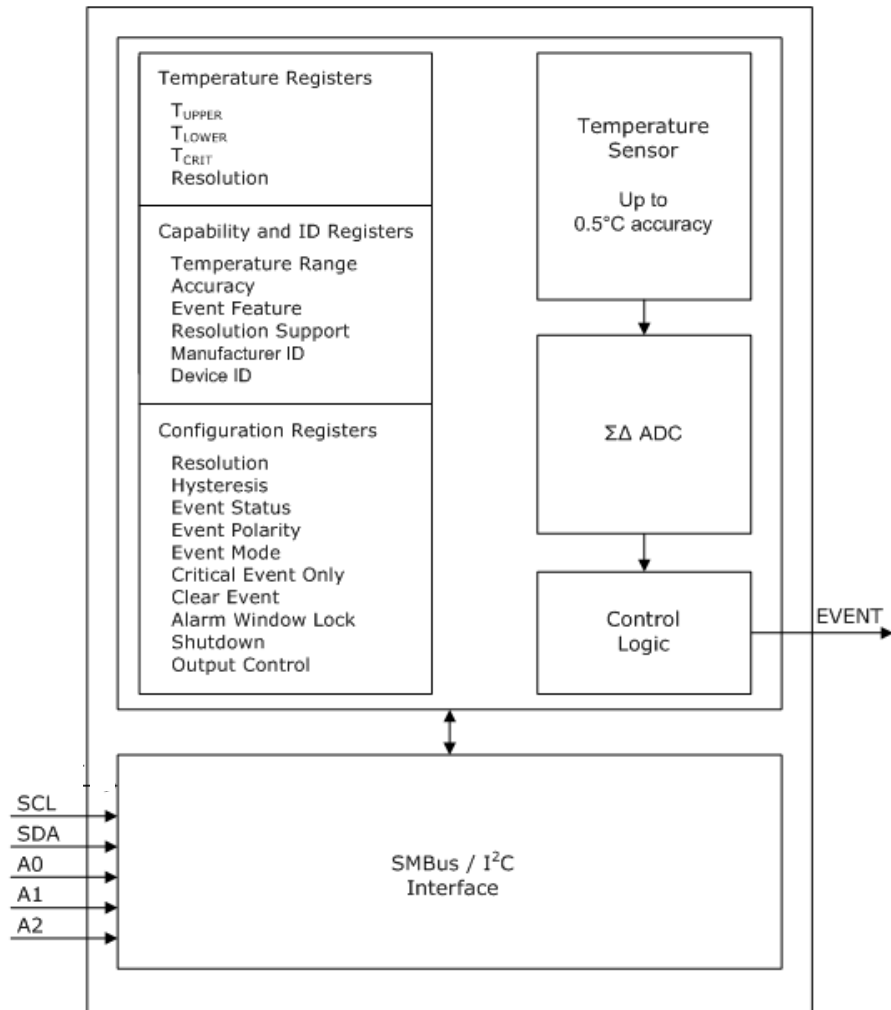 Temperature Registers
T_UPPER
T_LOWER
T_CRIT
Resolution
Capability and ID Registers
Temperature Range
Accuracy
Event Feature
Resolution Support
Manufacturer ID
Device ID
Configuration Registers
Resolution
Hysteresis
Event Status
Event Polarity
Event Mode
Critical Event Only
Clear Event
Alarm Window Lock
Shutdown
Output Control
Temperature
Sensor
Up to
0.5°C accuracy
ΣΔ ADC
Control
Logic
EVENT
SCL
SDA
A0
A1
A2
SMBus / I²C
Interface